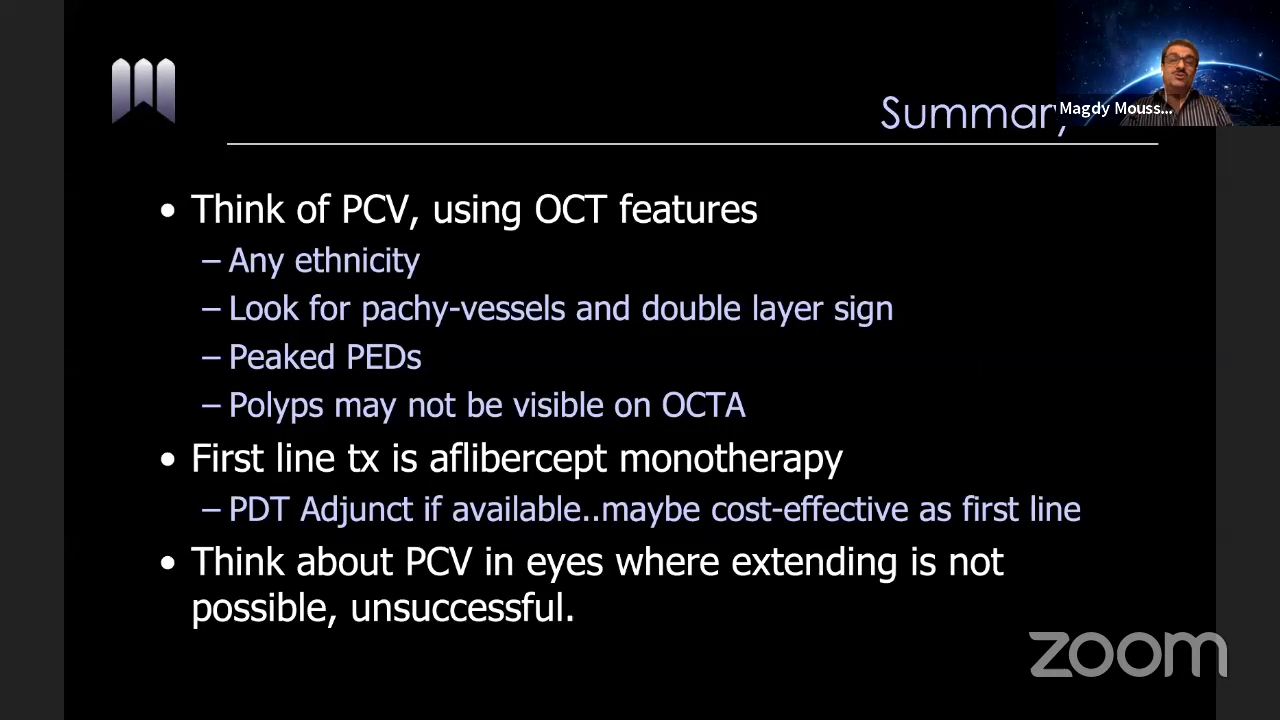 Magdy Mouss...
Summary
• Think of PCV, using OCT features
– Any ethnicity
– Look for pachy-vessels and double layer sign
– Peaked PEDs
– Polyps may not be visible on OCTA
• First line tx is aflibercept monotherapy
– PDT Adjunct if available..maybe cost-effective as first line
• Think about PCV in eyes where extending is not
possible, unsuccessful.
zoom